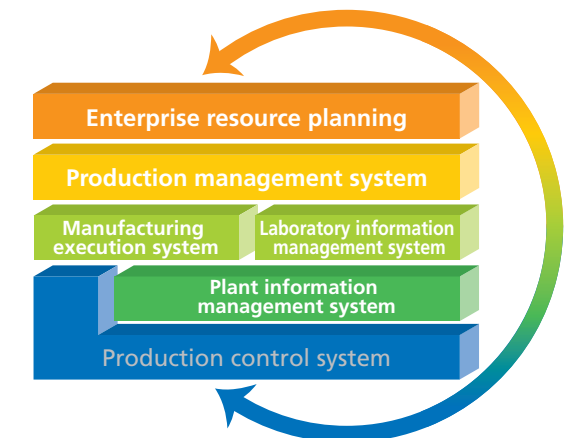 Enterprise resource planning
Production management system
Manufacturing
execution system
Laboratory information
management system
Plant information
management system
Production control system